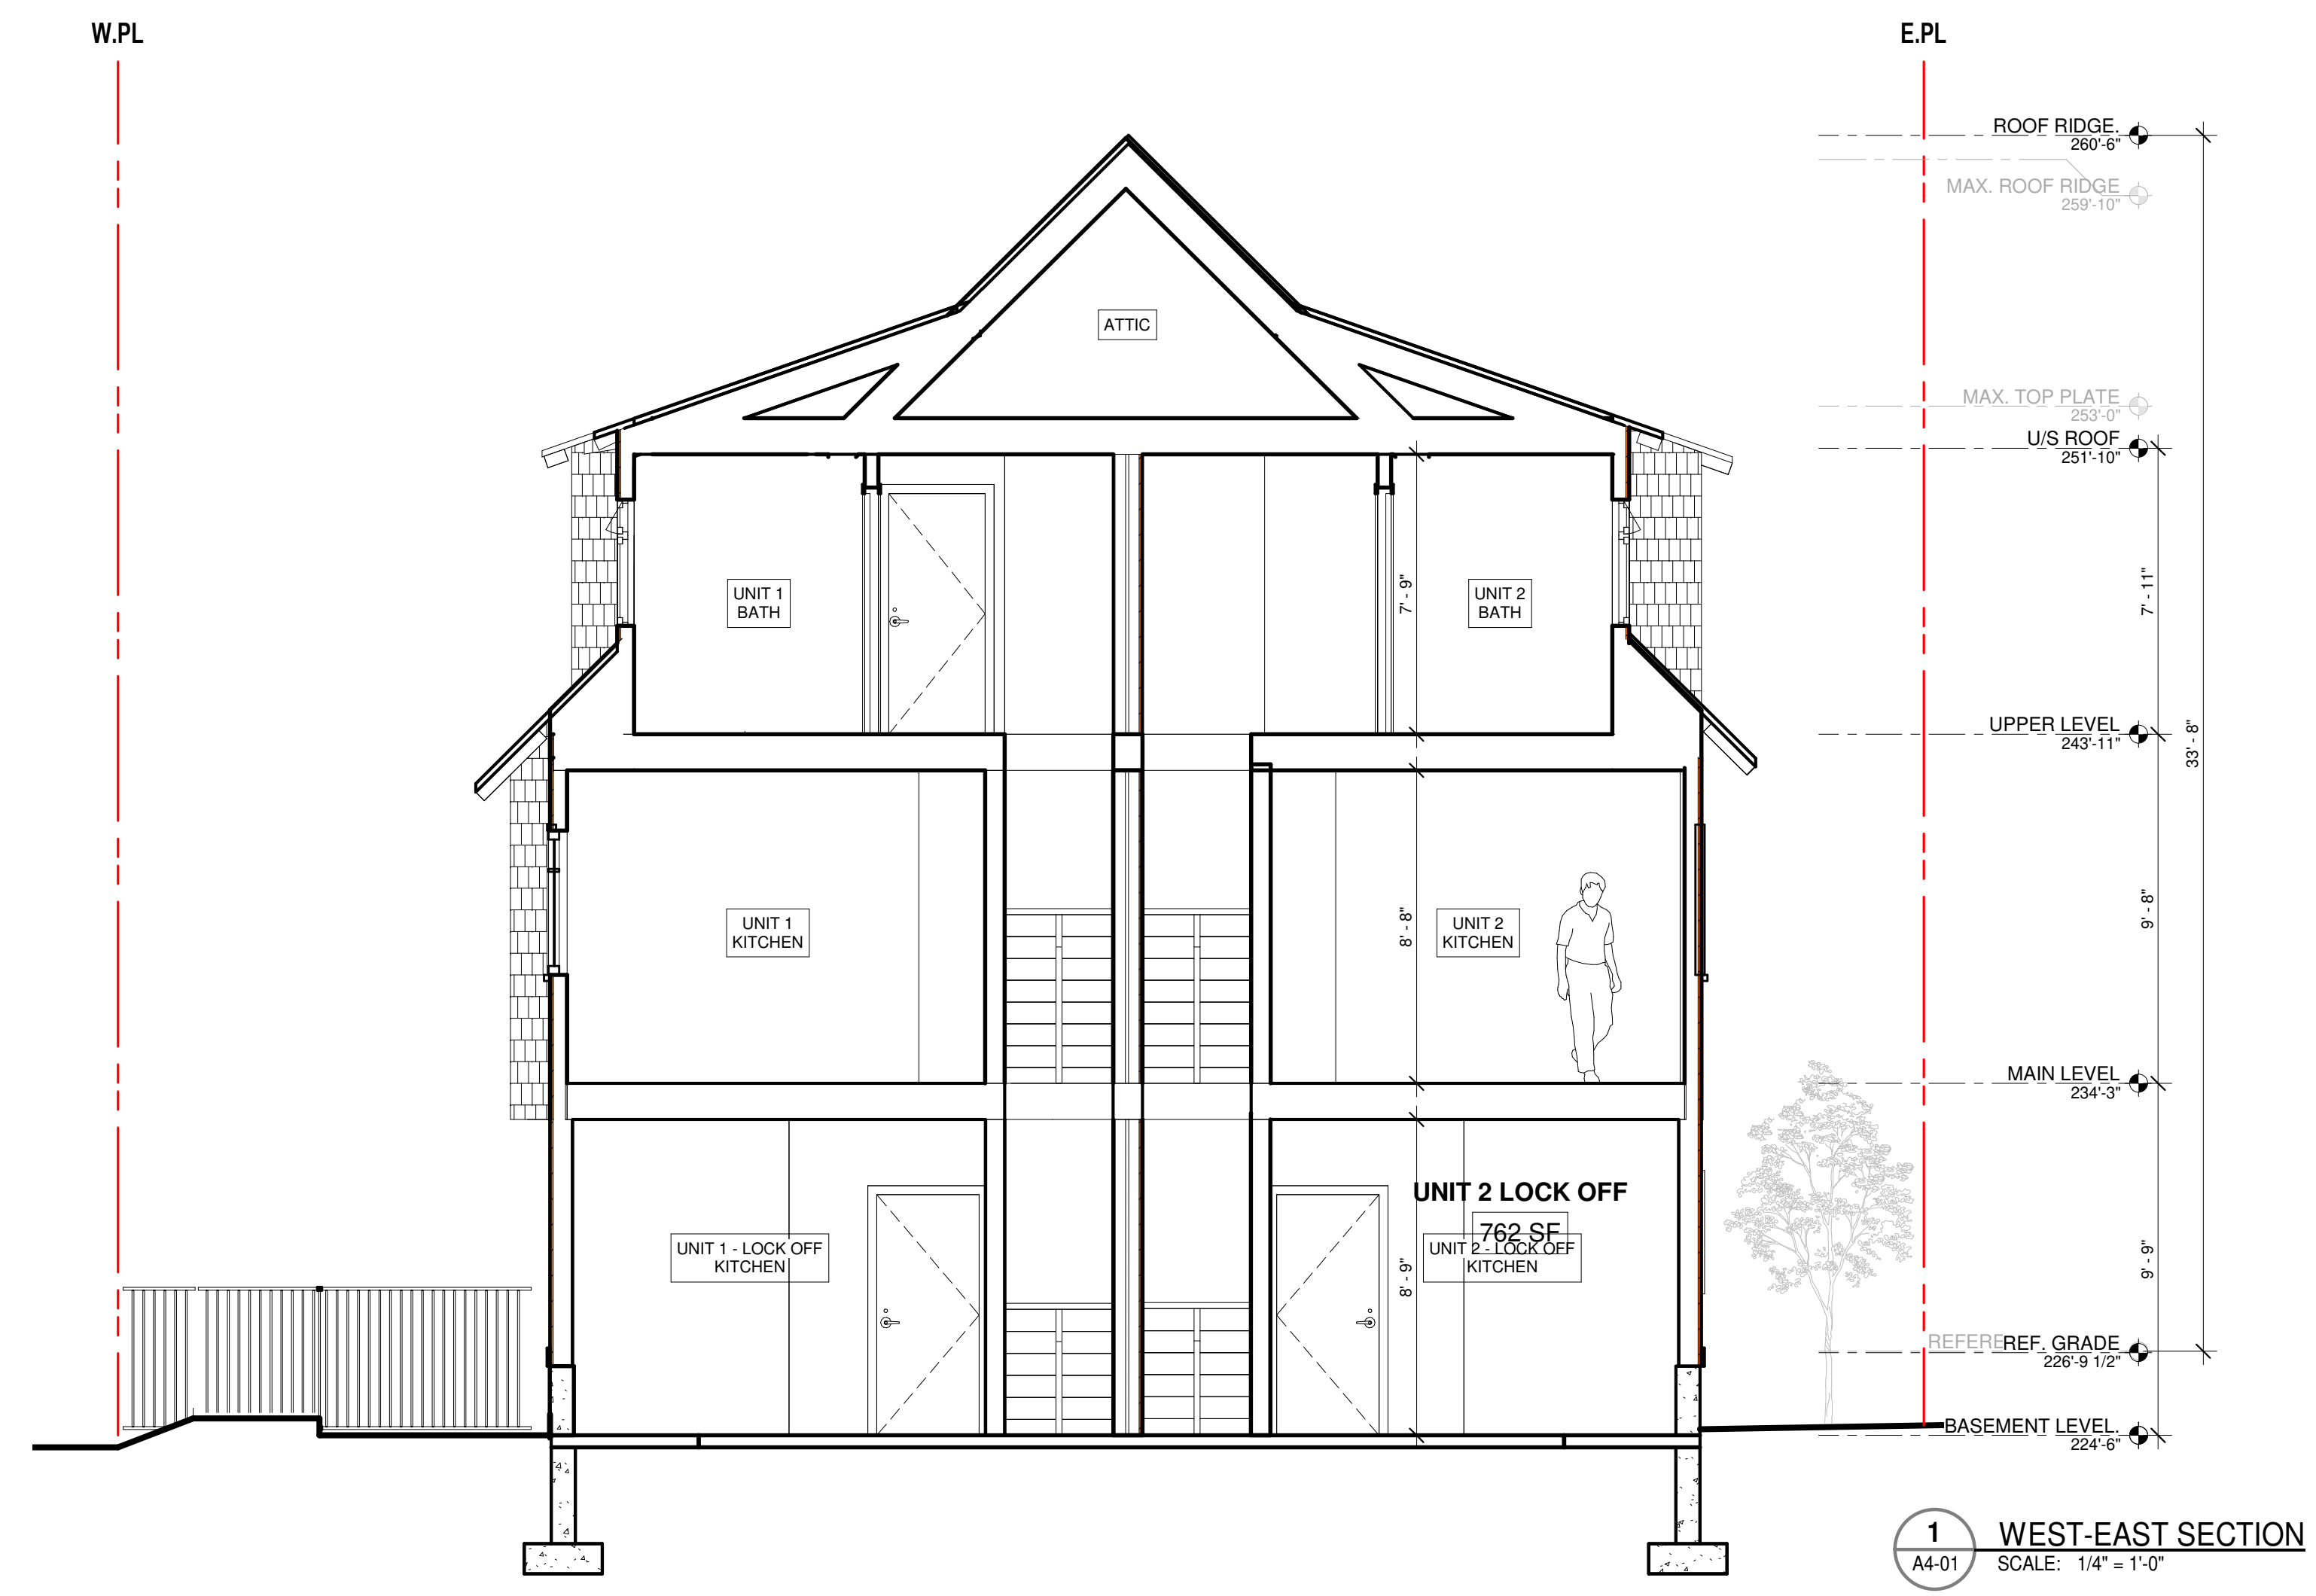 W.PL
E.PL
ROOF RIDGE.
260'-6"
MAX. ROOF RIDGE
259'-10"
ATTIC
MAX. TOP PLATE
253'-0"
U/S ROOF
251'-10"
UNIT 1
BATH
7' - 9"
UNIT 2
BATH
7' - 11"
UPPER LEVEL
243'-11"
33' - 8"
UNIT 1
KITCHEN
8' - 8"
UNIT 2
KITCHEN
9' - 8"
MAIN LEVEL
234'-3"
UNIT 2 LOCK OFF
762 SF
UNIT 1 - LOCK OFF
KITCHEN
8' - 9"
UNIT 2 - LOCK OFF
KITCHEN
9' - 9"
REFERE
REF. GRADE
226'-9 1/2"
BASEMENT LEVEL.
224'-6"
1
WEST-EAST SECTION
A4-01
SCALE: 1/4" = 1'-0"